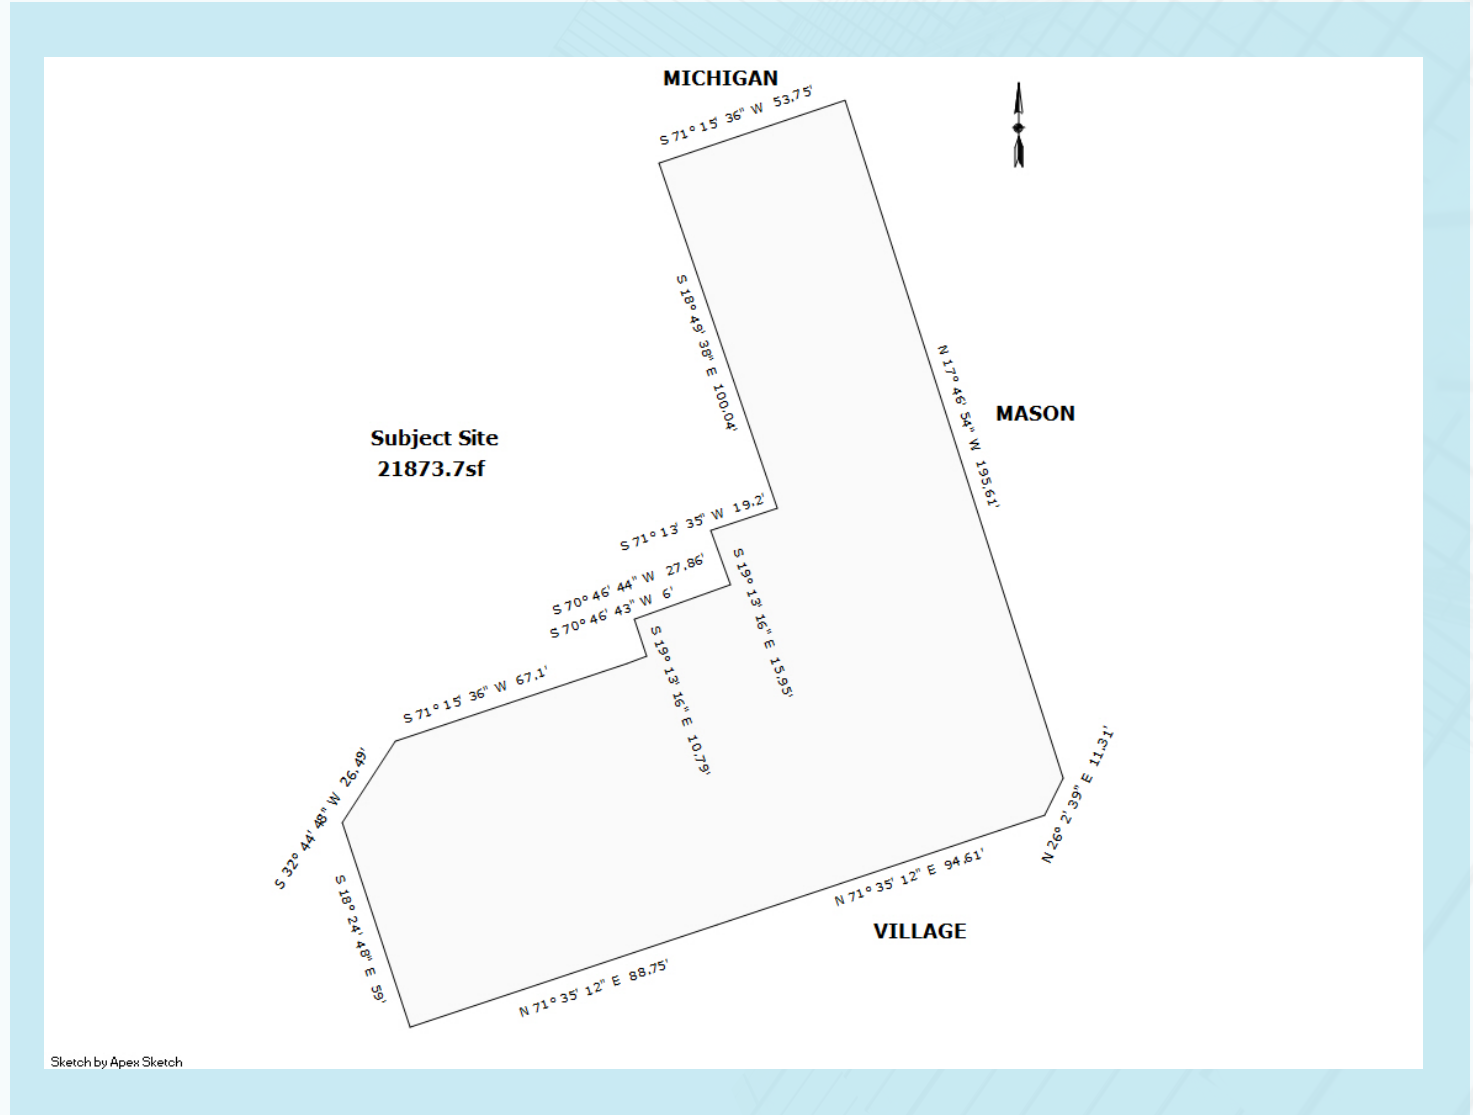 MICHIGAN
S 71° 15' 36" W 53.75'
S 18° 49' 38" E 100.04'
N 17° 46' 54" W 195.61'
MASON
Subject Site
21873.7sf
S 71° 13' 35" W 19.2'
S 70° 46' 44" W 27.86'
S 70° 46' 43" W 6'
S 19° 13' 16" E 15.95'
S 19° 13' 16" E 10.79'
S 71° 15' 36" W 67.1'
S 32° 44' 48" W 26.49'
N 26° 2' 39" E 11.31'
S 18° 24' 48" E 59'
N 71° 35' 12" E 94.61'
VILLAGE
N 71° 35' 12" E 88.75'
Sketch by Apex Sketch